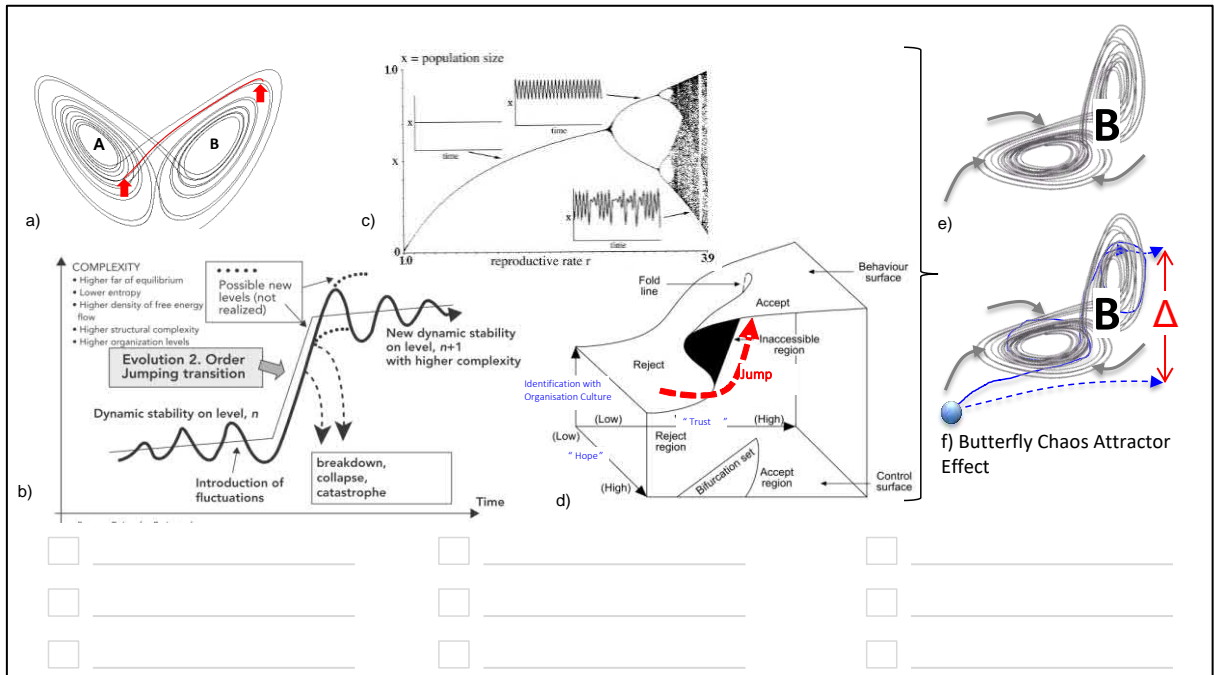 A
B
a)
x = population size
1.0
x
time
x
time
x
x
time
c)
0
1.0
reproductive rate r
3.9
B
e)
COMPLEXITY
• Higher far of equilibrium
• Lower entropy
• Higher density of free energy
flow
• Higher structural complexity
• Higher organization levels
Possible new
levels (not
realized)
Evolution 2. Order
Jumping transition
New dynamic stability
on level, n+1
with higher complexity
Dynamic stability on level, n
Introduction of
fluctuations
breakdown,
collapse,
catastrophe
b)
Time
Behaviour
surface
Fold
line
Accept
Inaccessible
region
Reject
Jump
Identification with
Organisation Culture
(Low)
"Trust"
(High)
(Low)
Reject
region
"Hope"
(High)
Bifurcation set
Accept
region
Control
surface
d)
B
Δ
f) Butterfly Chaos Attractor
Effect